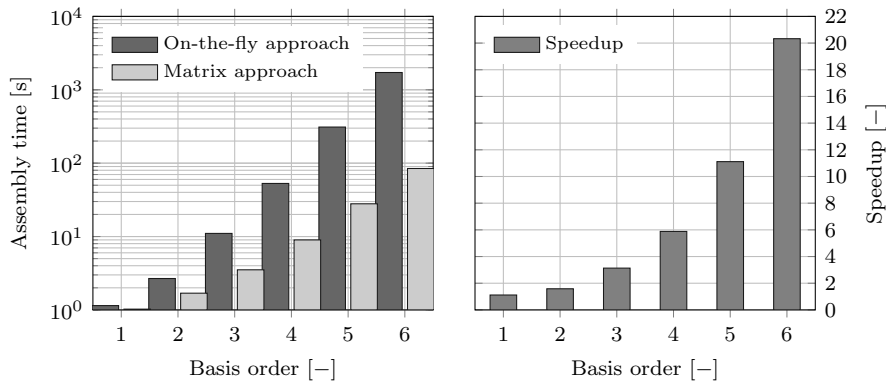 10^4
10^3
10^2
10^1
10^0
Assembly time [s]
On-the-fly approach
Matrix approach
1 2 3 4 5 6
Basis order [−]
Speedup
22
20
18
16
14
12
10
8
6
4
2
0
Speedup [−]
1 2 3 4 5 6
Basis order [−]